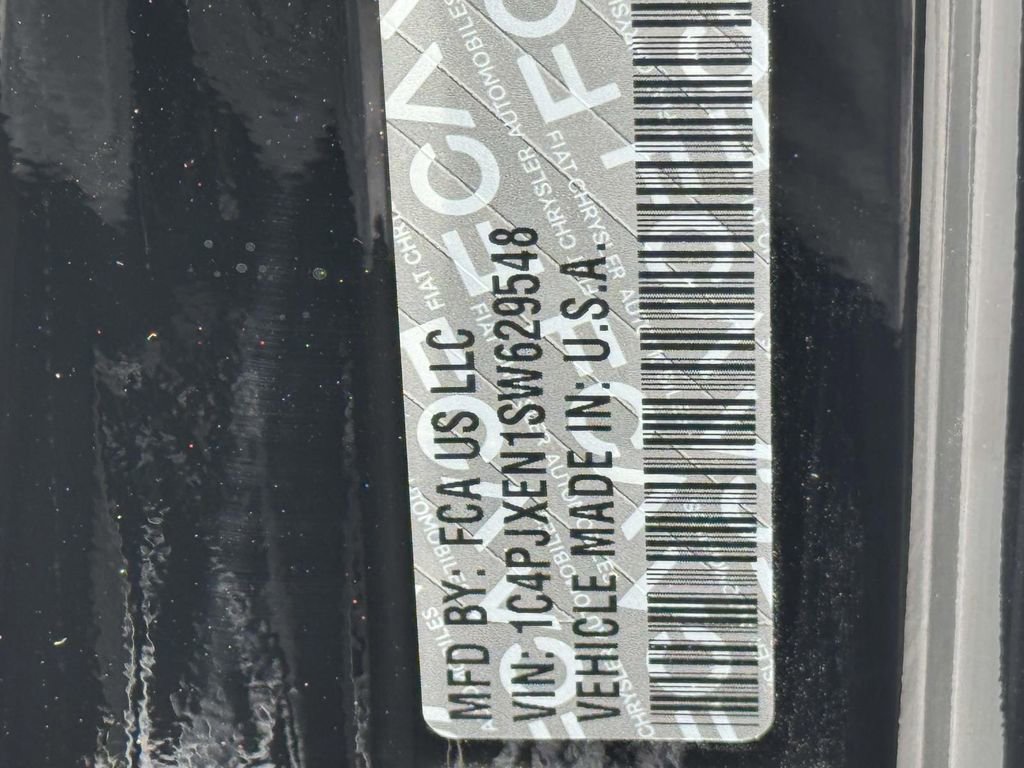 MFD BY: FCA US LLC
VIN: 1C4PJXEN1SW629548
VEHICLE MADE IN: U.S.A.